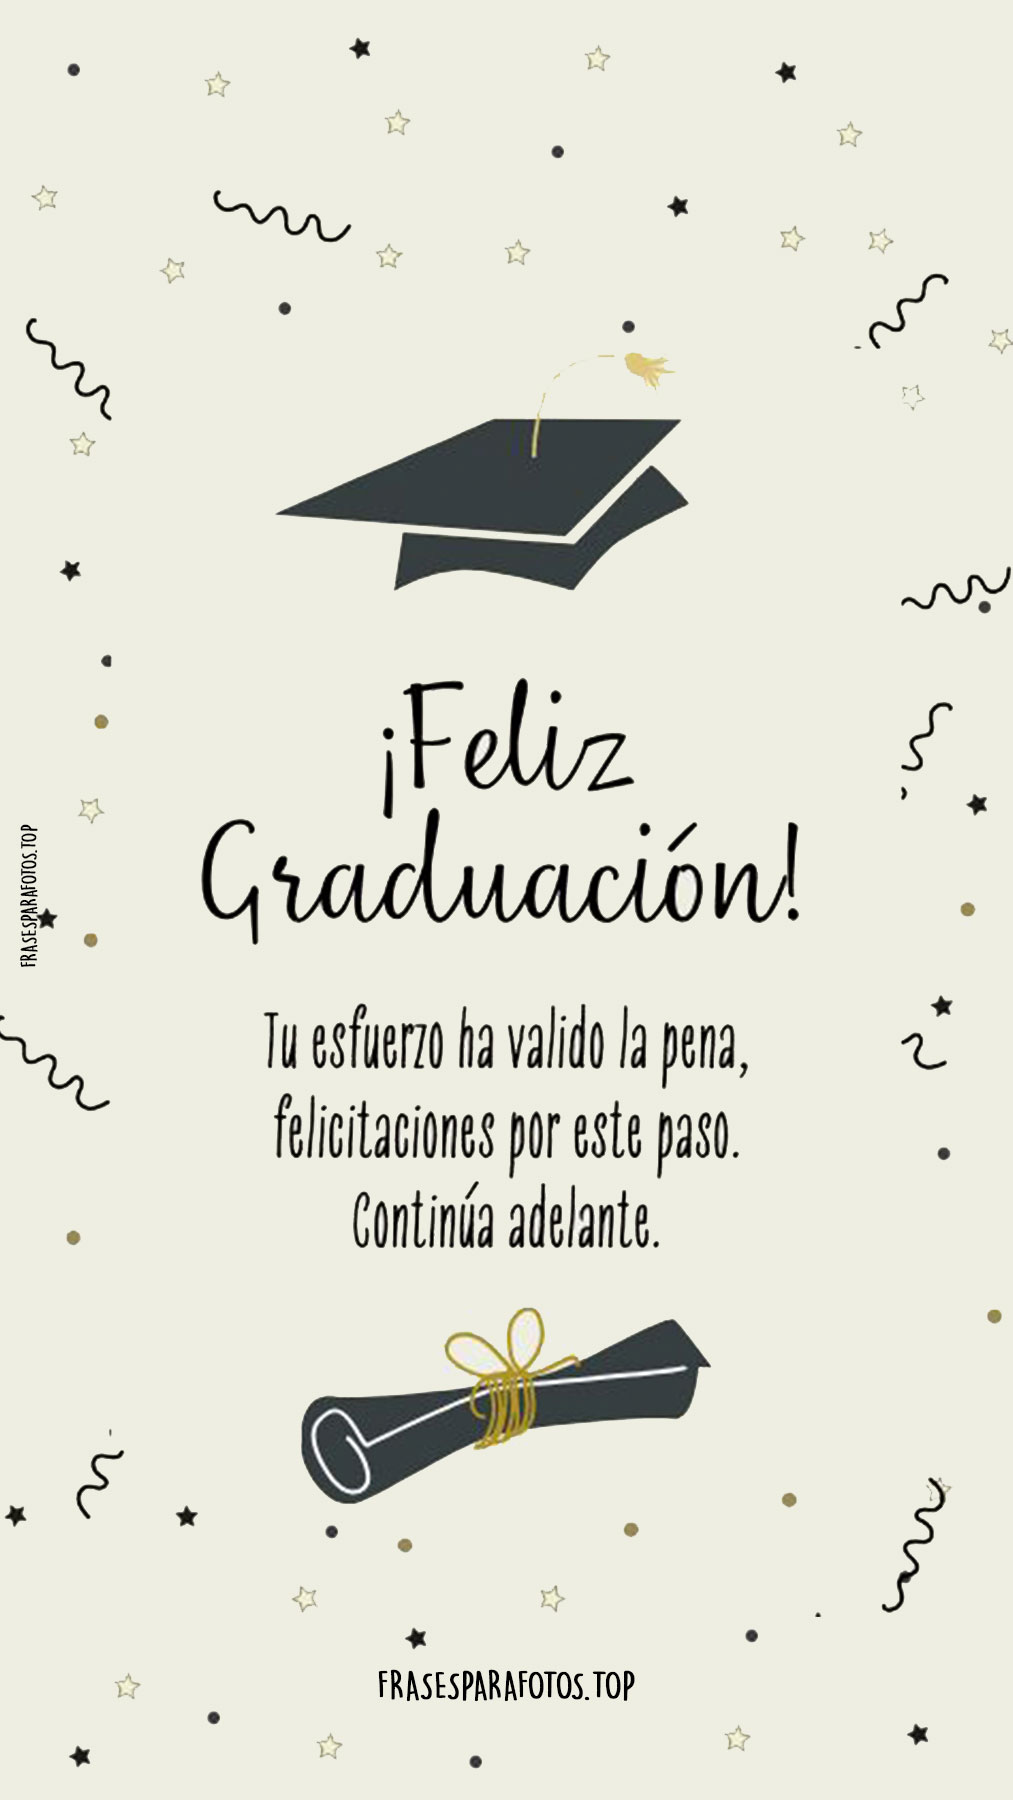 ¡Feliz
Graduación!
FRASESPARAFOTOS.TOP
Tu esfuerzo ha valido la pena,
felicitaciones por este paso.
Continúa adelante.
FRASESPARAFOTOS.TOP